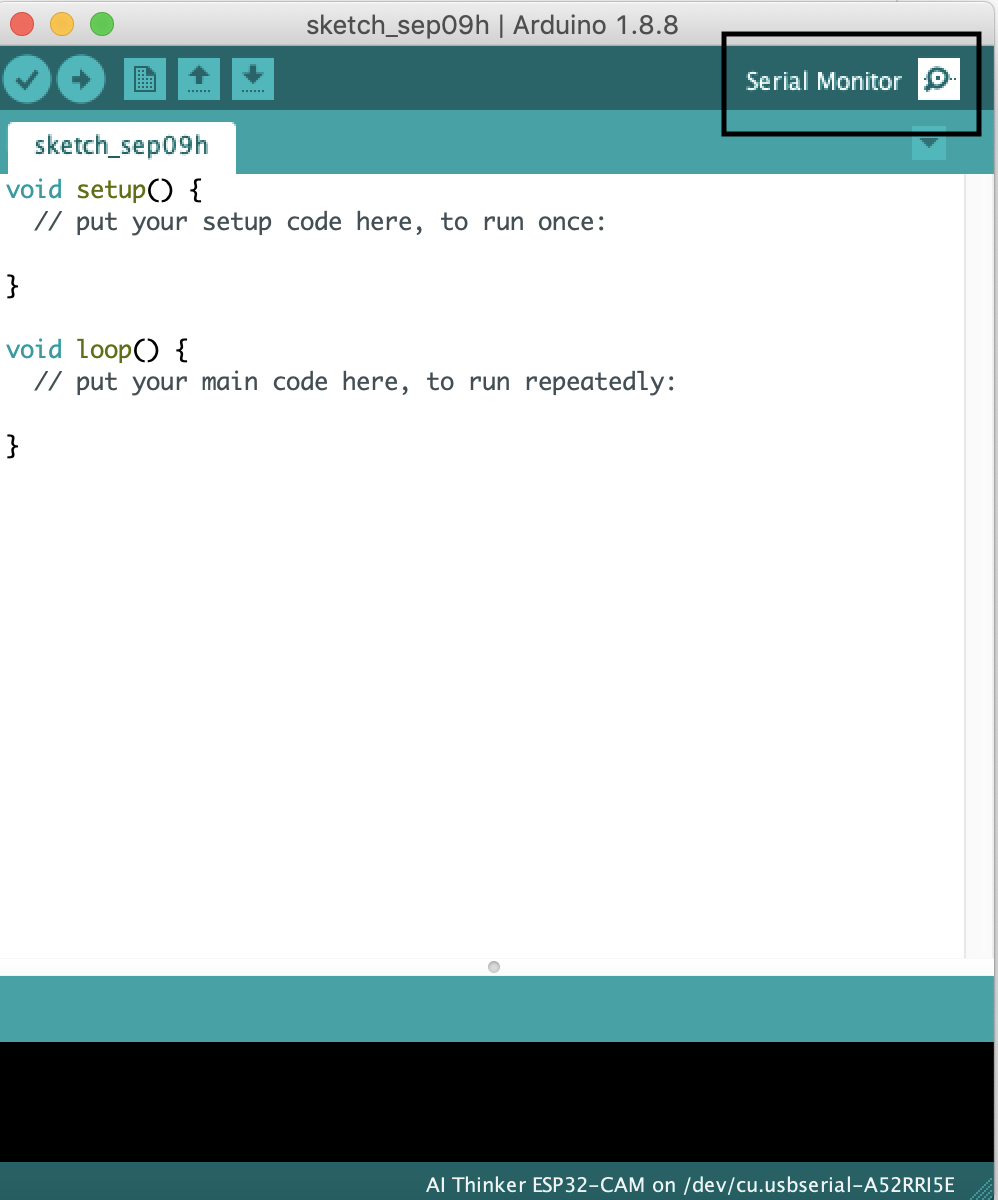 sketch_sep09h | Arduino 1.8.8
Serial Monitor
sketch_sep09h
void setup() {
  // put your setup code here, to run once:
}
void loop() {
  // put your main code here, to run repeatedly:
}
AI Thinker ESP32-CAM on /dev/cu.usbserial-A52RRI5E